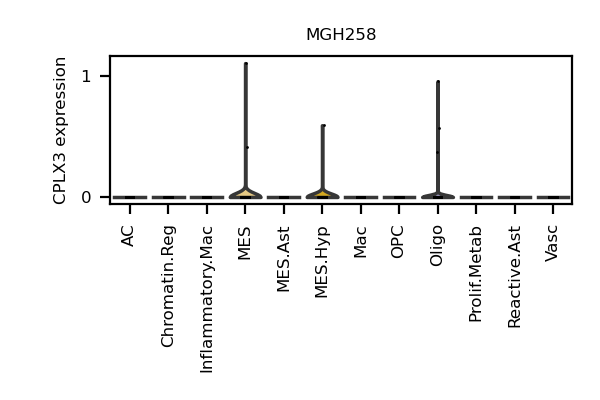 MGH258
CPLX3 expression
1
0
AC
Chromatin.Reg
Inflammatory.Mac
MES
MES.Ast
MES.Hyp
Mac
OPC
Oligo
Prolif.Metab
Reactive.Ast
Vasc